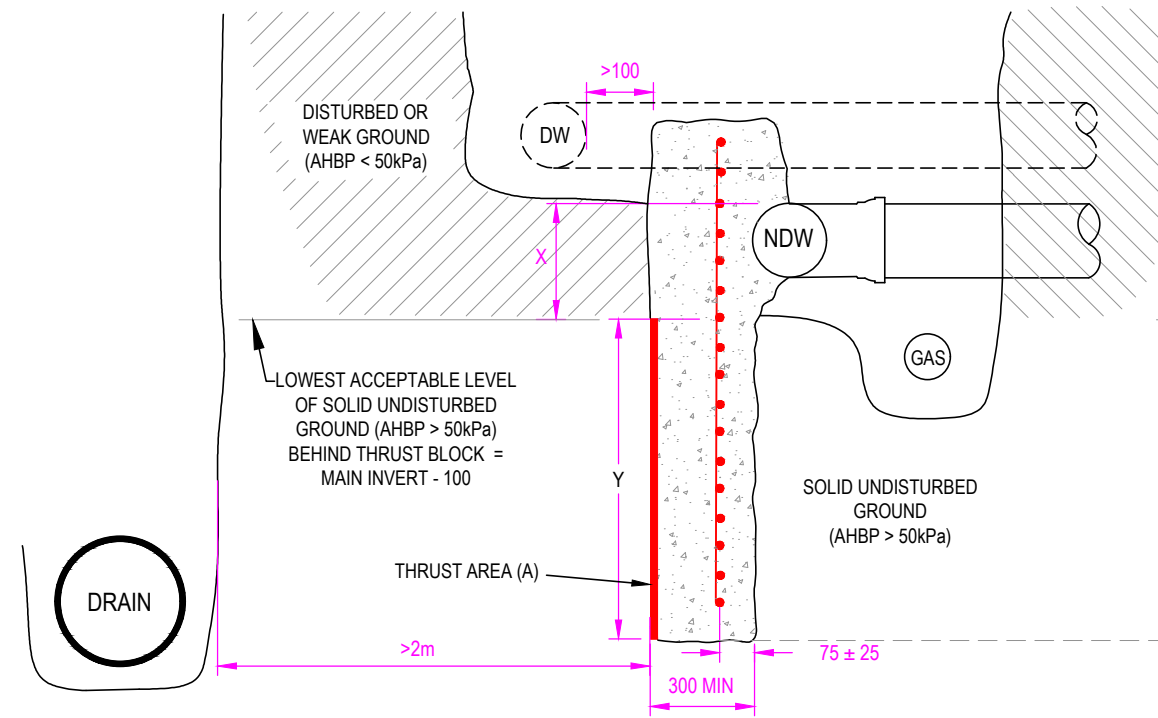 >100
DISTURBED OR
WEAK GROUND
(AHBP < 50kPa)
DW
X
NDW
LOWEST ACCEPTABLE LEVEL
OF SOLID UNDISTURBED
GROUND (AHBP > 50kPa)
BEHIND THRUST BLOCK =
MAIN INVERT - 100
GAS
Y
SOLID UNDISTURBED
GROUND
(AHBP > 50kPa)
THRUST AREA (A)
DRAIN
>2m
75 ± 25
300 MIN